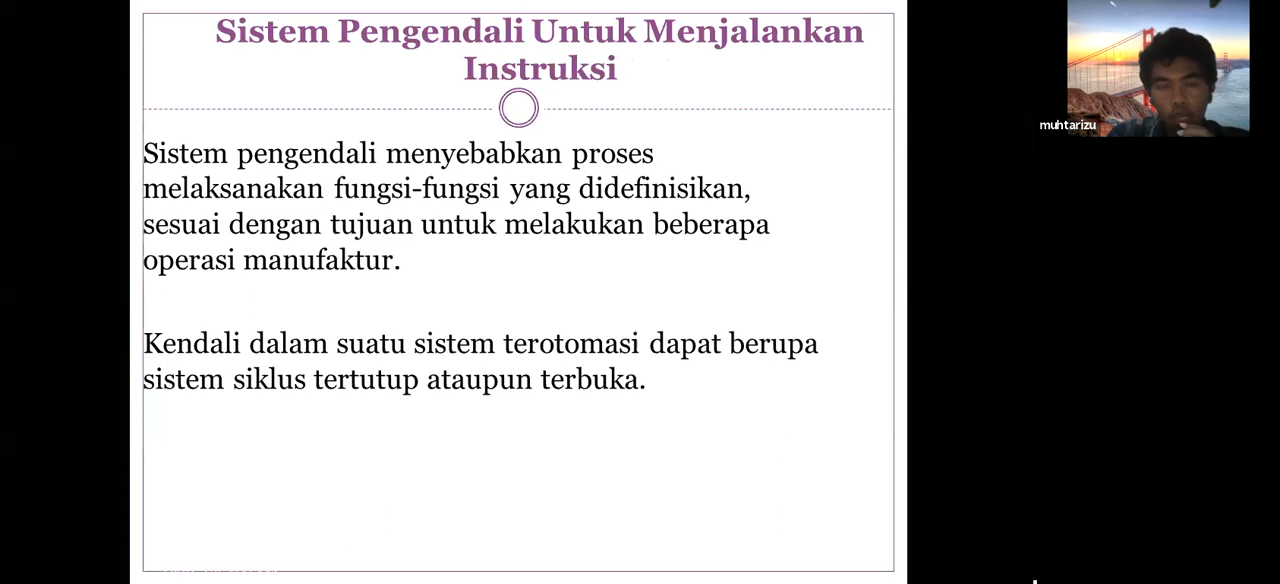 Sistem Pengendali Untuk Menjalankan
Instruksi
muhtarizu
Sistem pengendali menyebabkan proses
melaksanakan fungsi-fungsi yang didefinisikan,
sesuai dengan tujuan untuk melakukan beberapa
operasi manufaktur.
Kendali dalam suatu sistem terotomasi dapat berupa
sistem siklus tertutup ataupun terbuka.